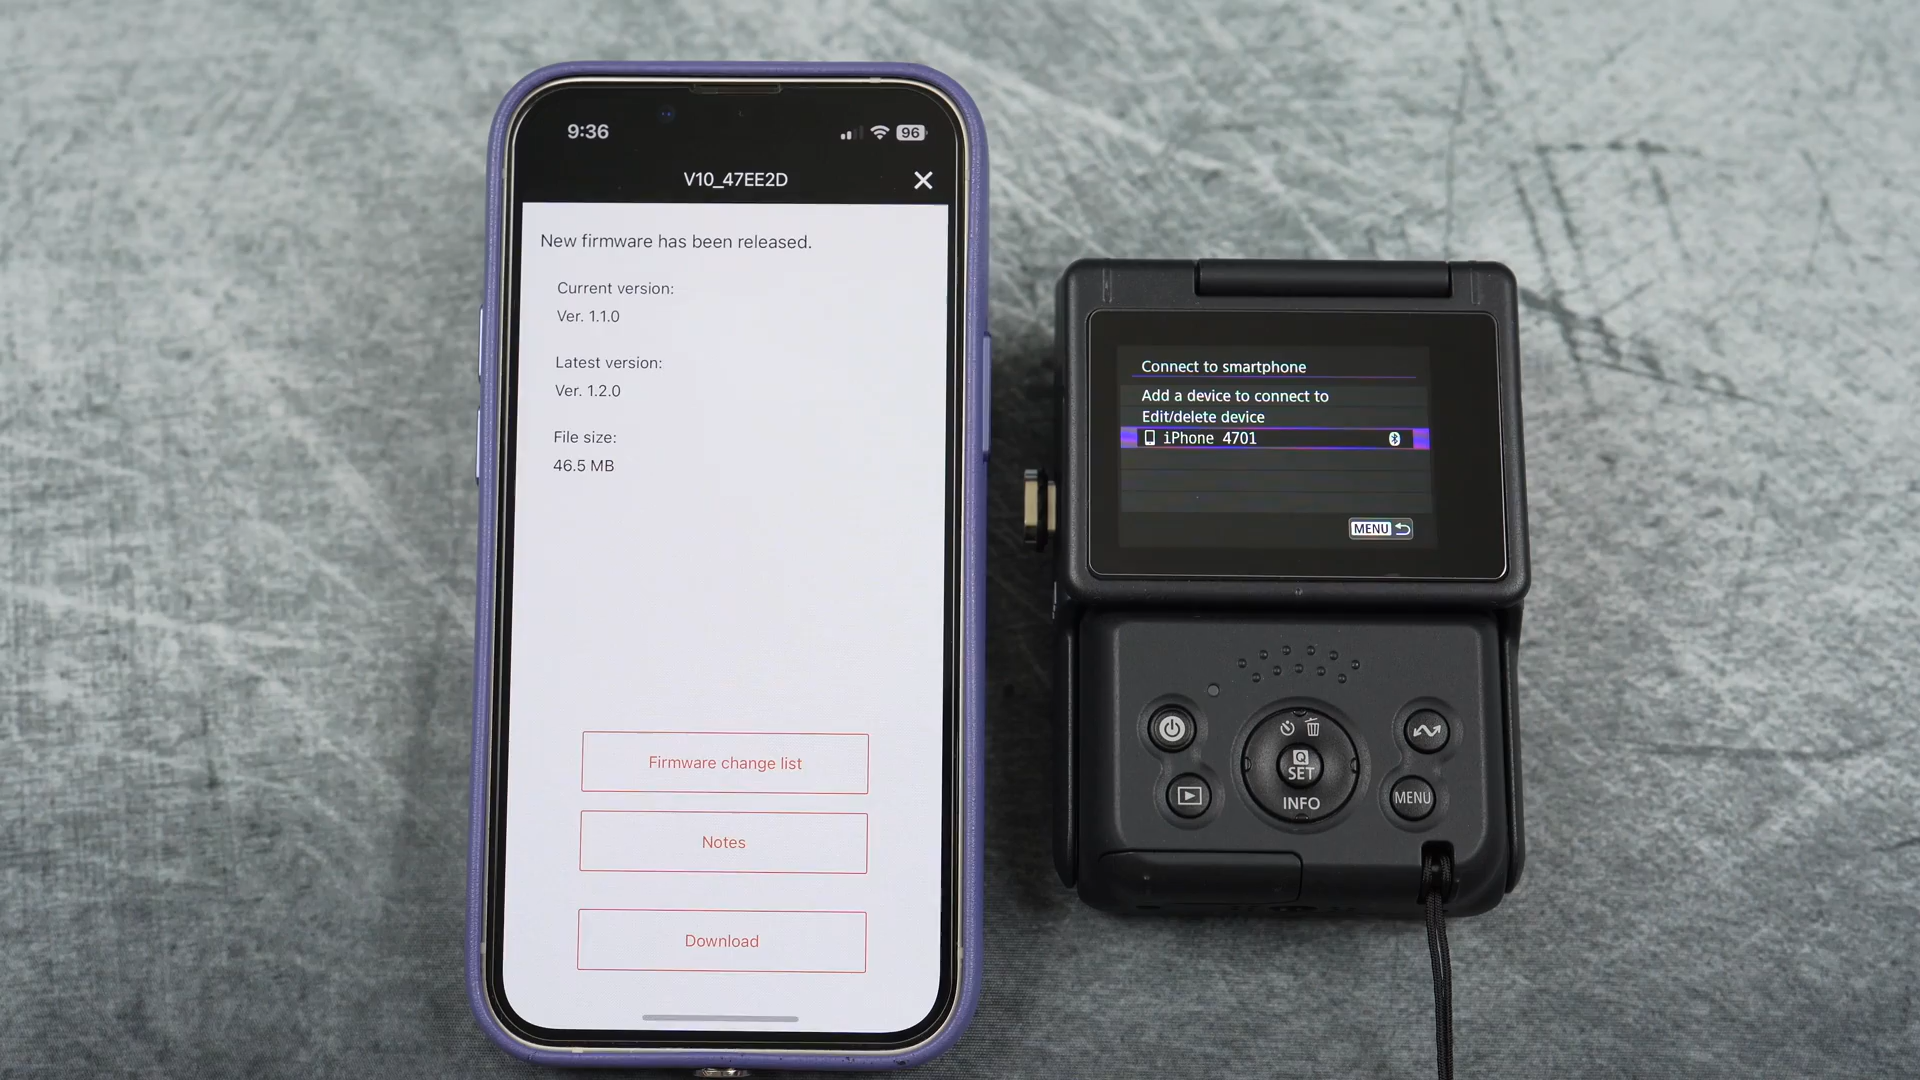 9:36
96
V10_47EE2D
New firmware has been released.
Current version:
Ver. 1.1.0
Latest version:
Ver. 1.2.0
File size:
46.5 MB
Firmware change list
Notes
Download
Connect to smartphone
Add a device to connect to
Edit/delete device
iPhone 4701
MENU
Q
SET
INFO
MENU